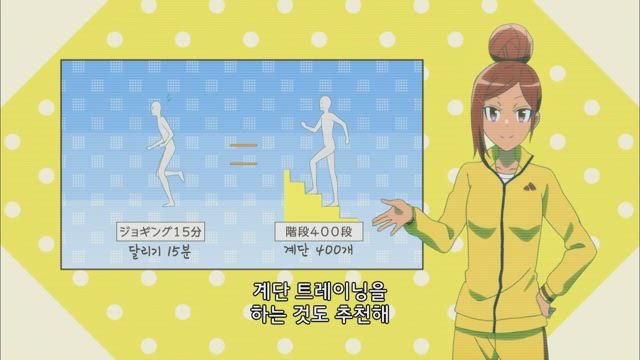 ジョギング15分
階段400段
달리기 15분
계단 400개
계단 트레이닝을
하는 것도 추천해